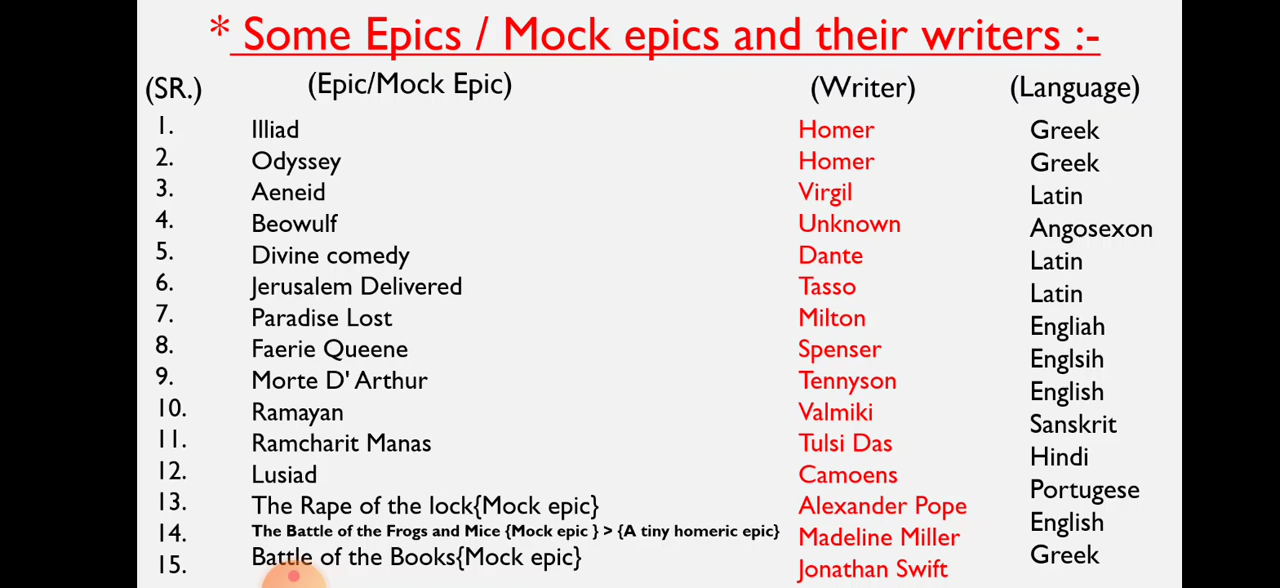 * Some Epics / Mock epics and their writers :-
(SR.) (Epic/Mock Epic) (Writer) (Language)
1. Illiad Homer Greek
2. Odyssey Homer Greek
3. Aeneid Virgil Latin
4. Beowulf Unknown Angosexon
5. Divine comedy Dante Latin
6. Jerusalem Delivered Tasso Latin
7. Paradise Lost Milton Engliah
8. Faerie Queene Spenser Englsih
9. Morte D' Arthur Tennyson English
10. Ramayan Valmiki Sanskrit
11. Ramcharit Manas Tulsi Das Hindi
12. Lusiad Camoens Portugese
13. The Rape of the lock{Mock epic} Alexander Pope English
14. The Battle of the Frogs and Mice {Mock epic } > {A tiny homeric epic} Madeline Miller Greek
15. Battle of the Books{Mock epic} Jonathan Swift